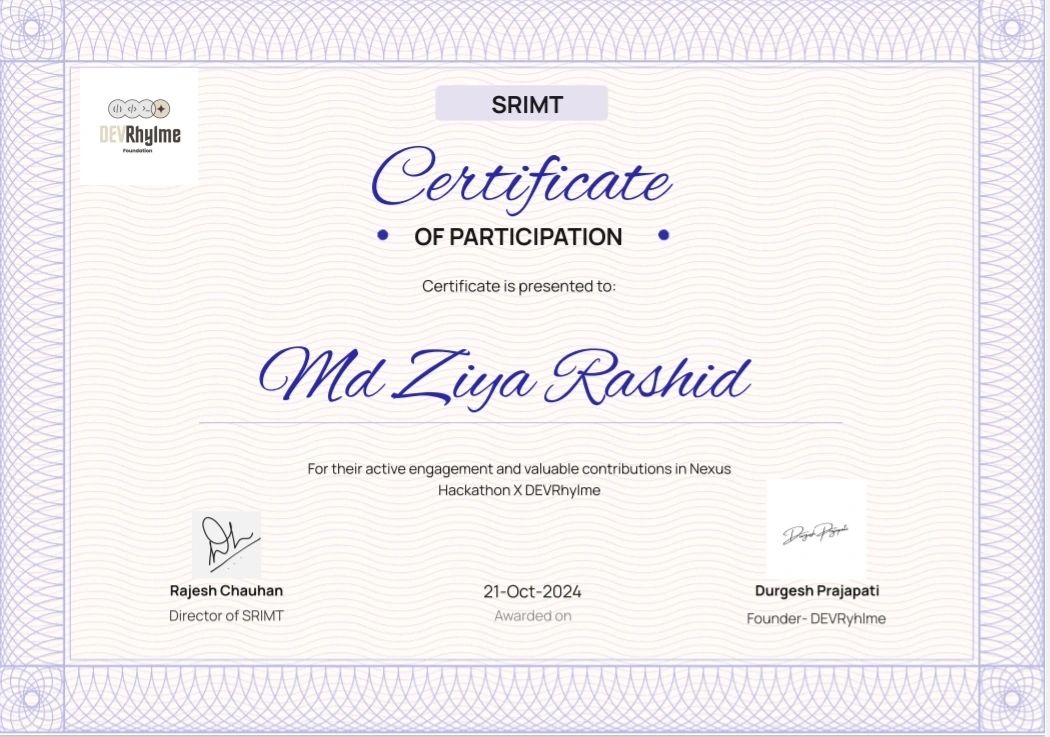 DEVRhylme
Foundation
SRIMT
Certificate
OF PARTICIPATION
Certificate is presented to:
Md Ziya Rashid
For their active engagement and valuable contributions in Nexus
Hackathon X DEVRhylme
Durgesh Prajapati
Rajesh Chauhan
21-Oct-2024
Durgesh Prajapati
Director of SRIMT
Awarded on
Founder- DEVRyhlme